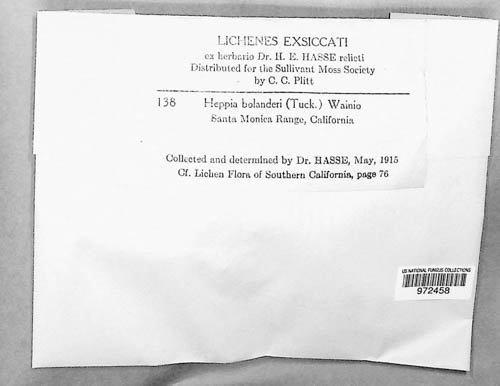 LICHENES EXSICCATI
ex herbario Dr. H. E. HASSE relicti
Distributed for the Sullivant Moss Society
by C. C. Plitt
138 Heppia bolanderi (Tuck.) Wainio
Santa Monica Range, California
Collected and determined by Dr. HASSE, May, 1915
Cf. Lichen Flora of Southern California, page 76
US NATIONAL FUNGUS COLLECTIONS
972458